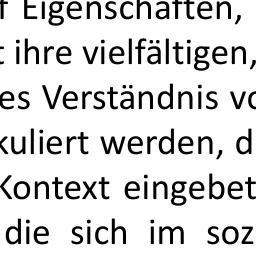 f Eigenschaften,
t ihre vielfältigen,
es Verständnis vo
kuliert werden, d
Kontext eingebet
die sich im soz